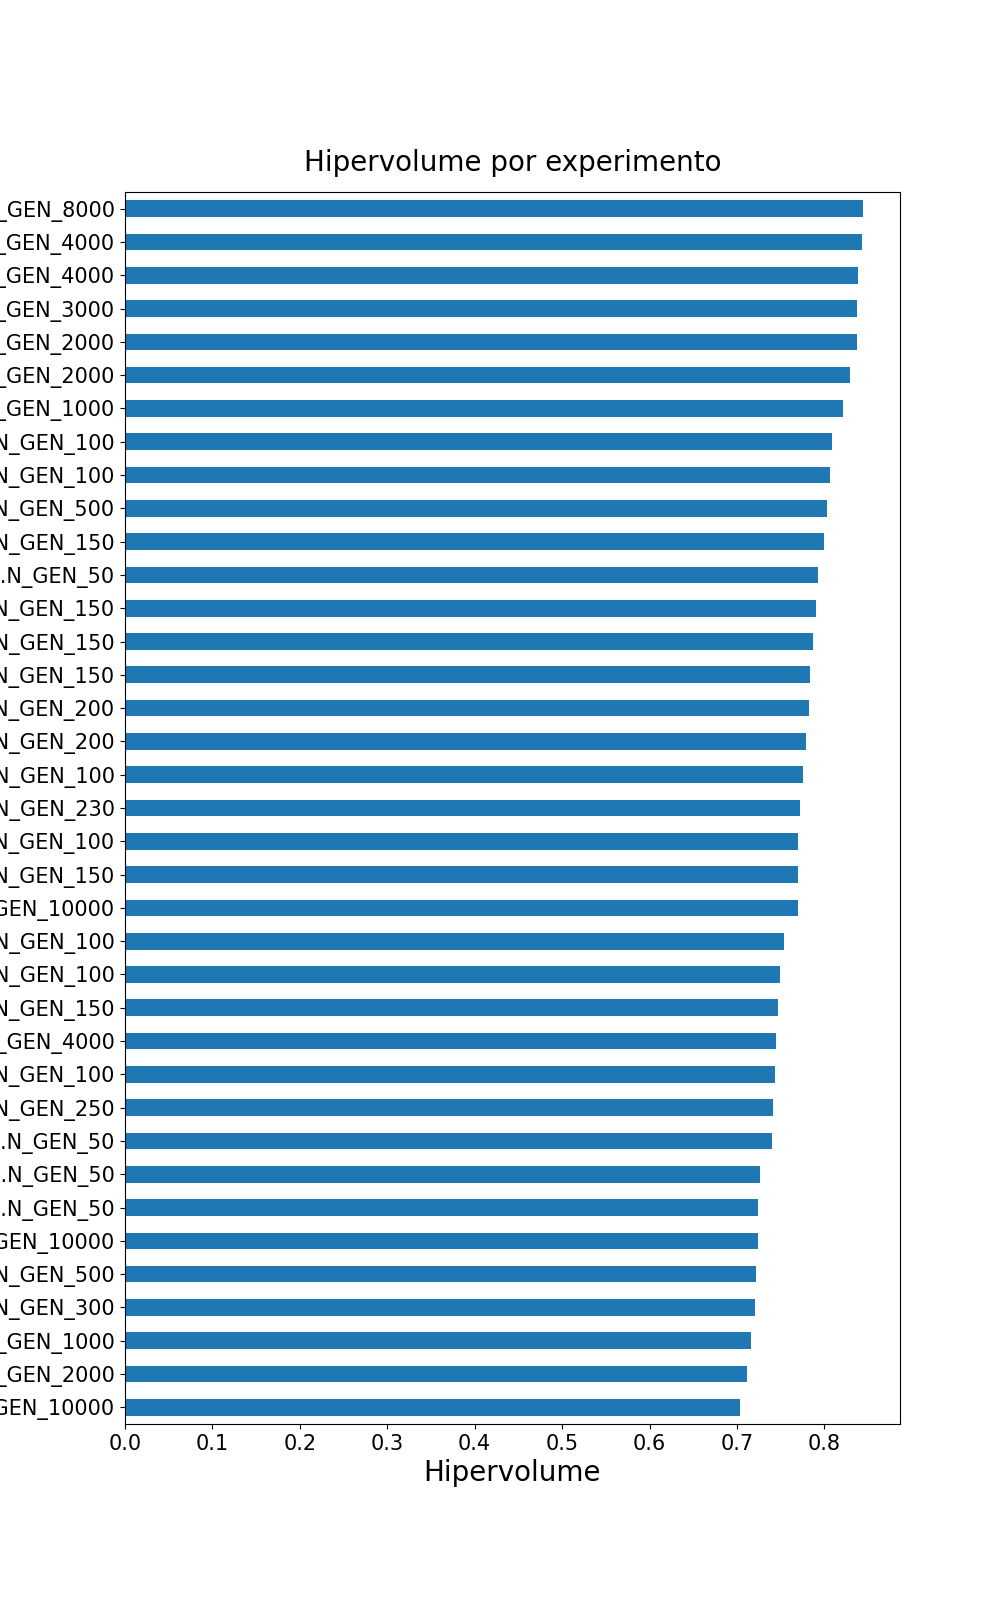 Hipervolume por experimento
_GEN_8000
_GEN_4000
_GEN_4000
_GEN_3000
_GEN_2000
_GEN_2000
_GEN_1000
N_GEN_100
N_GEN_100
N_GEN_500
N_GEN_150
.N_GEN_50
N_GEN_150
N_GEN_150
N_GEN_150
N_GEN_200
N_GEN_200
N_GEN_100
N_GEN_230
N_GEN_100
N_GEN_150
GEN_10000
N_GEN_100
N_GEN_100
N_GEN_150
_GEN_4000
N_GEN_100
N_GEN_250
.N_GEN_50
.N_GEN_50
.N_GEN_50
GEN_10000
N_GEN_500
N_GEN_300
_GEN_1000
_GEN_2000
GEN_10000
0.0 0.1 0.2 0.3 0.4 0.5 0.6 0.7 0.8
Hipervolume